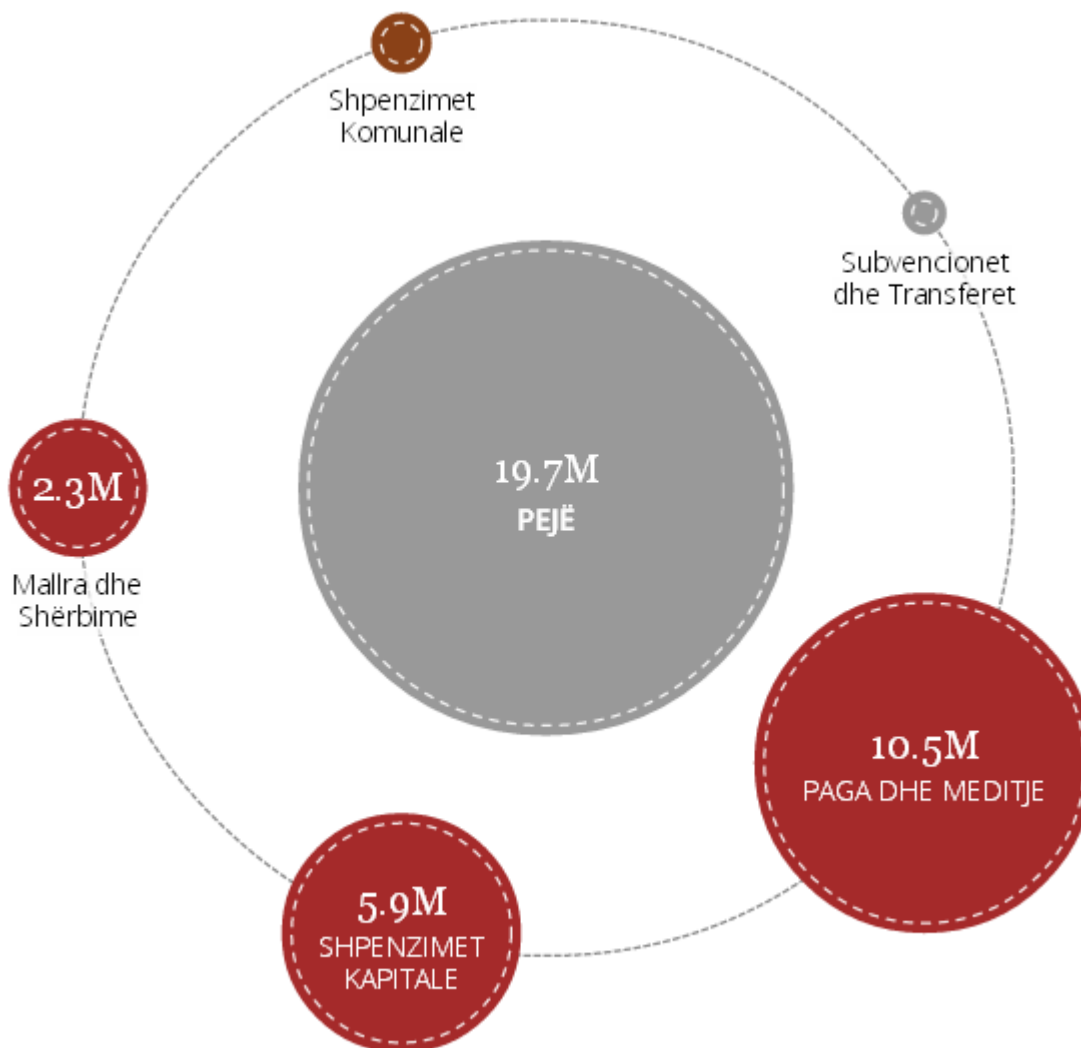 Shpenzimet
Komunale
Subvencionet
dhe Transferet
19.7M
PEJË
2.3M
Mallra dhe
Shërbime
10.5M
PAGA DHE MEDITJE
5.9M
SHPENZIMET
KAPITALE